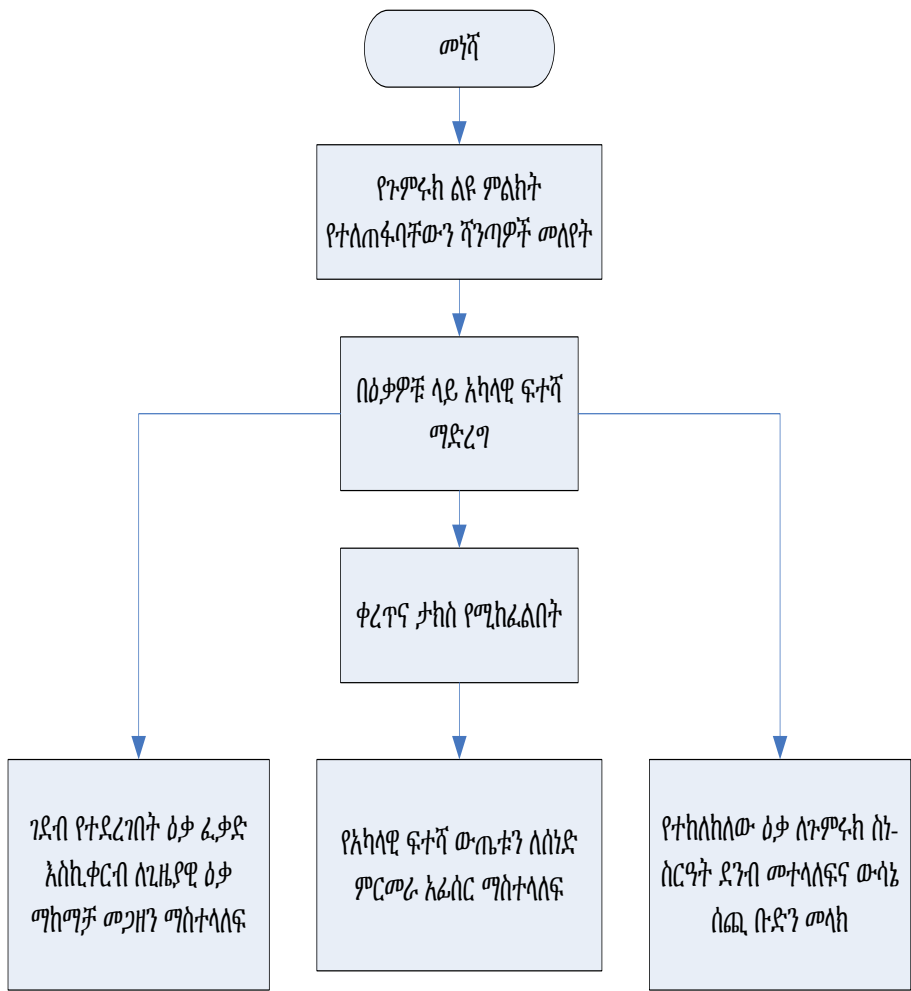 መነሻ
የጉምሩክ ልዩ ምልክት
የተለጠፋባቸውን ሻንጣዎች መለየት
በዕቃዎቹ ላይ አካላዊ ፍተሻ
ማድረግ
ቀረጥና ታክስ የሚከፈልበት
ገደብ የተደረገበት ዕቃ ፈቃድ
እስኪቀርብ ለጊዜያዊ ዕቃ
ማከማቻ መጋዘን ማስተላለፍ
የአካላዊ ፍተሻ ውጤቱን ለሰነድ
ምርመራ አፊሰር ማስተላለፍ
የተከለከለው ዕቃ ለጉምሩክ ስነ-
ስርዓት ደንብ መተላለፍና ውሳኔ
ሰጪ ቡድን መላክ